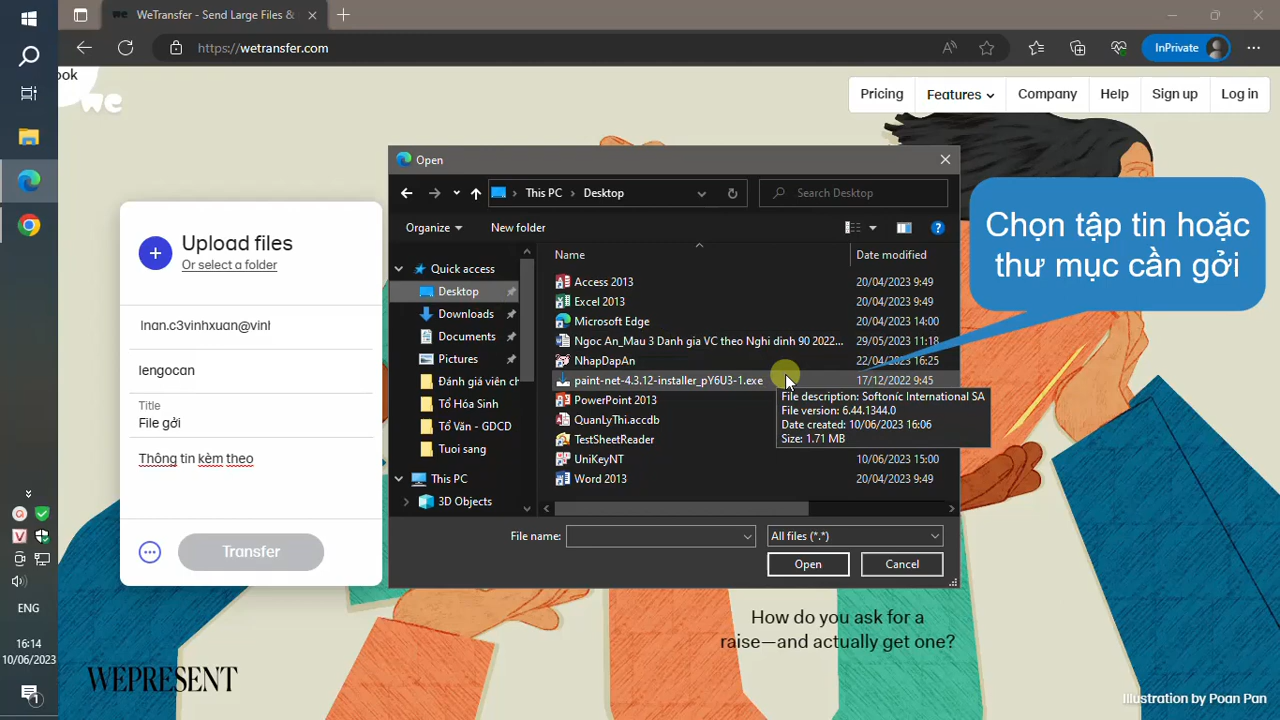 WeTransfer - Send Large Files &
https://wetransfer.com
InPrivate
ook
we
Pricing
Features
Company
Help
Sign up
Log in
Upload files
Or select a folder
lengocan
Title
File gởi
Thông tin kèm theo
Transfer
Open
This PC
Desktop
Search Desktop
Organize
New folder
Quick access
Desktop
Downloads
Documents
Pictures
Đánh giá viên ch
Tổ Hóa Sinh
Tổ Văn - GDCD
Tuoi sang
This PC
3D Objects
Name
Date modified
Access 2013
20/04/2023 9:49
Excel 2013
20/04/2023 9:49
Microsoft Edge
20/04/2023 14:00
Ngoc An_Mau 3 Danh gia VC theo Nghi dinh 90 2022...
29/05/2023 11:18
NhapDapAn
22/04/2023 16:25
paint-net-4.3.12-installer_pY6U3-1.exe
17/12/2022 9:45
PowerPoint 2013
QuanLyThi.accdb
TestSheetReader
UniKeyNT
10/06/2023 15:00
Word 2013
20/04/2023 9:49
File description: Softonic International SA
File version: 6.44.1344.0
Date created: 10/06/2023 16:06
Size: 1.71 MB
File name:
All files (*.*)
Open
Cancel
Chọn tập tin hoặc
thư mục cần gởi
How do you ask for a
raise—and actually get one?
WEPRESENT
Illustration by Poan Pan
ENG
16:14
10/06/2023
1